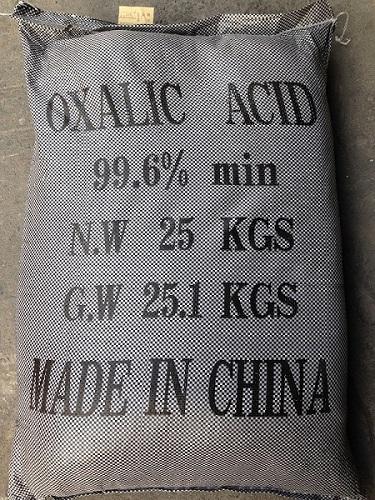 OXALIC ACID
99.6% min
N.W 25 KGS
G.W 25.1 KGS
MADE IN CHINA